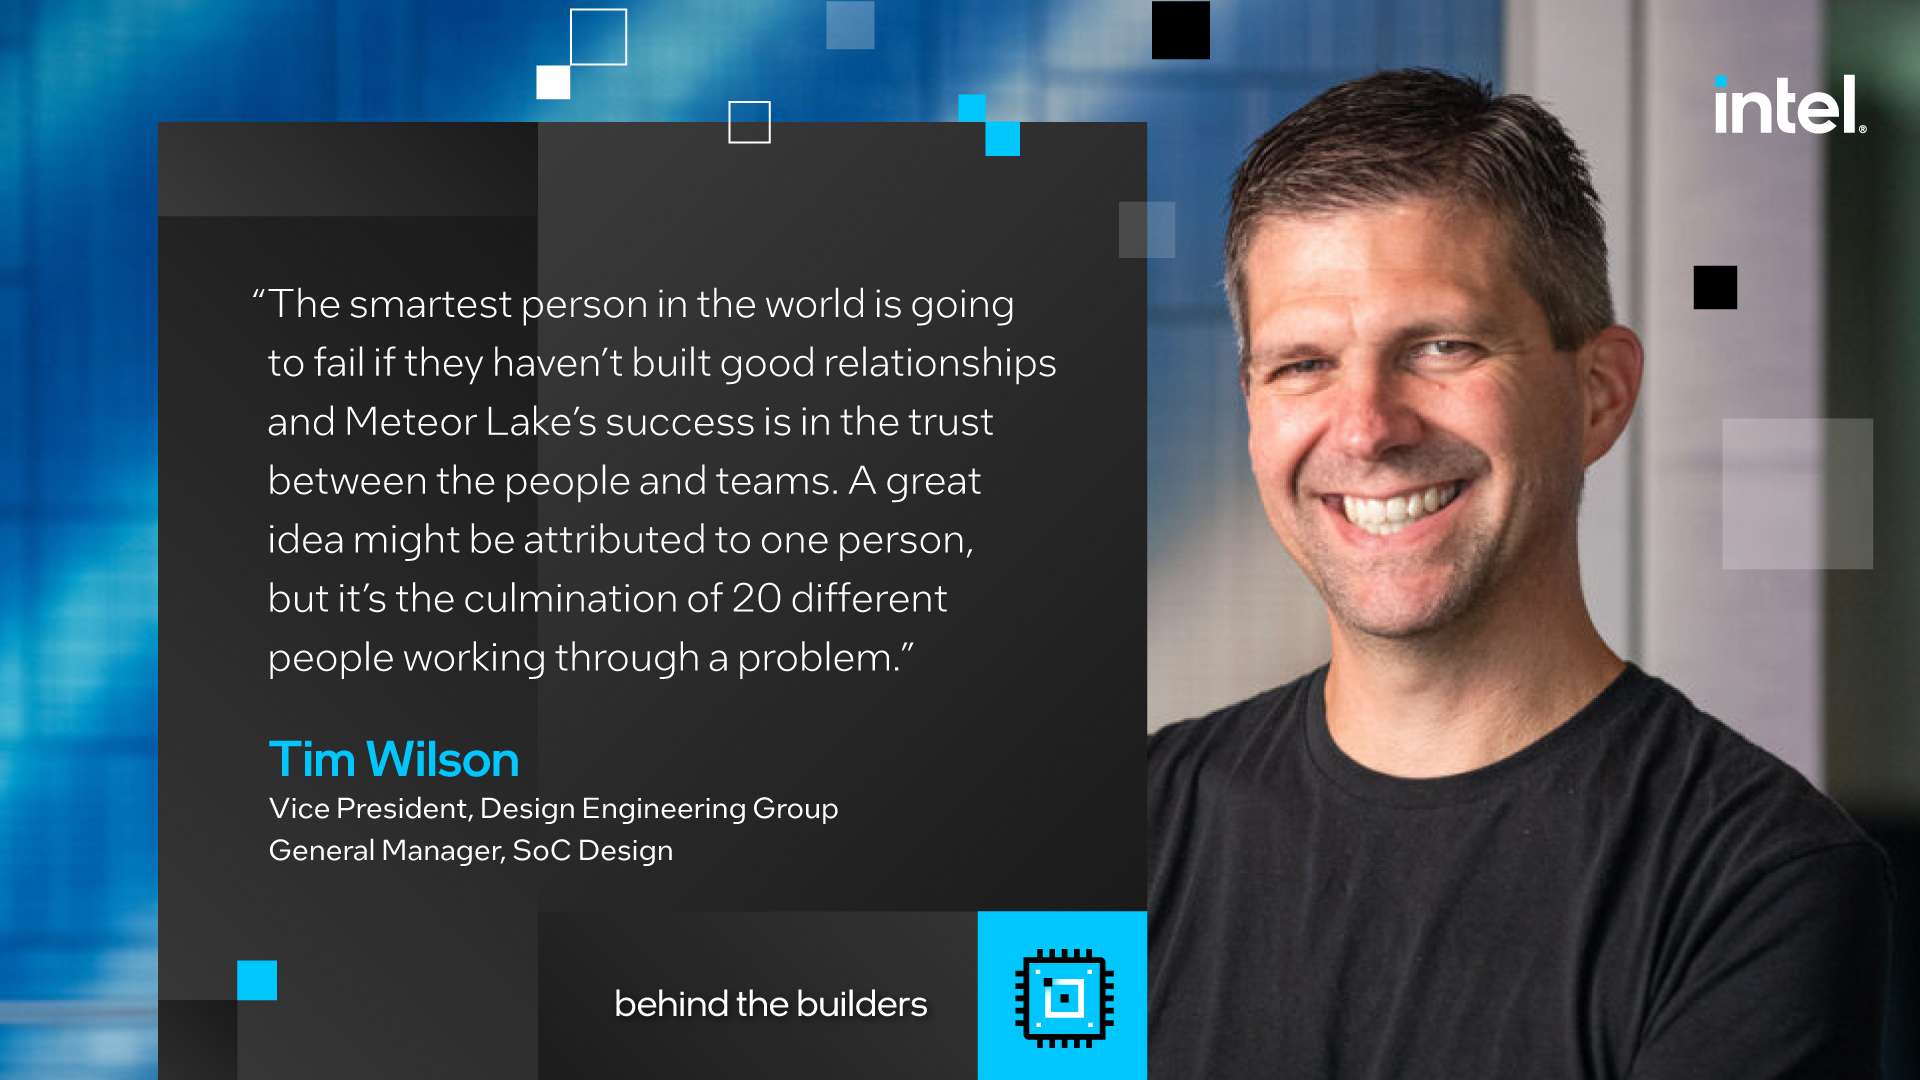 intel®
“The smartest person in the world is going
to fail if they haven’t built good relationships
and Meteor Lake’s success is in the trust
between the people and teams. A great
idea might be attributed to one person,
but it’s the culmination of 20 different
people working through a problem.”
Tim Wilson
Vice President, Design Engineering Group
General Manager, SoC Design
behind the builders